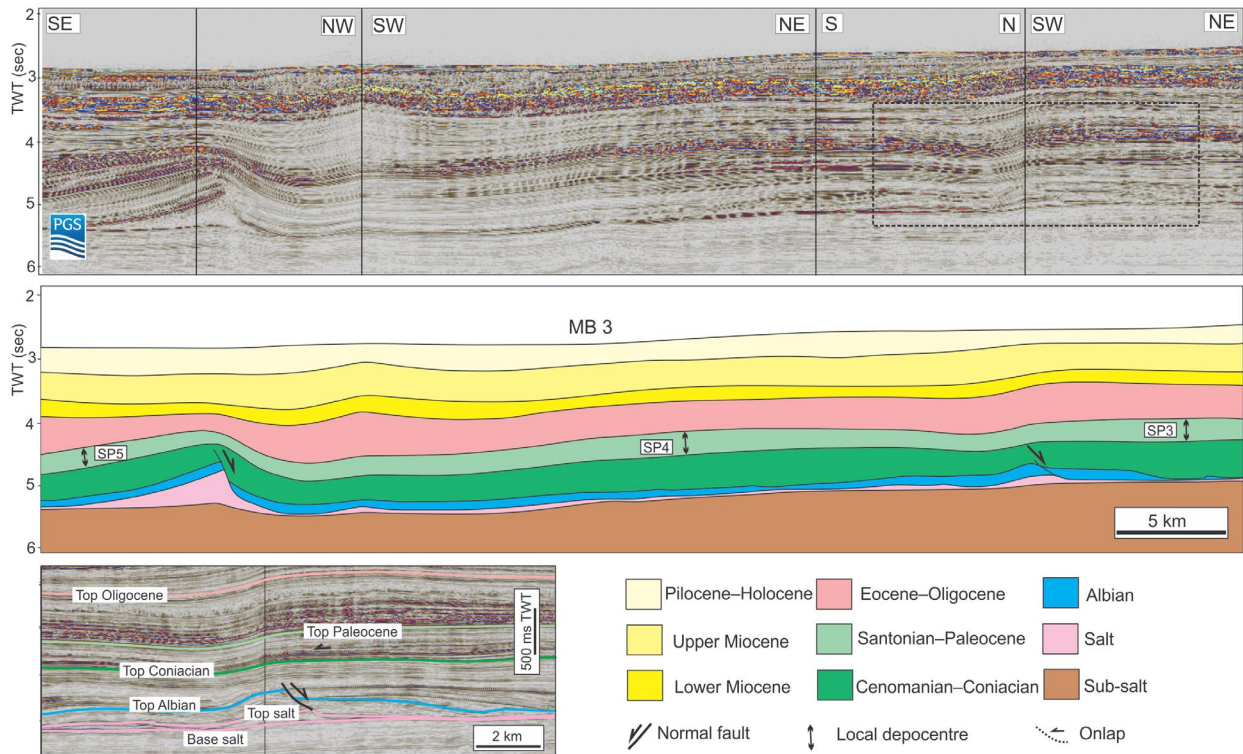 TWT (sec)
2
3
4
5
6
SE
NW
SW
NE
S
N
SW
NE
PGS
TWT (sec)
2
3
4
5
6
MB 3
SP5
SP4
SP3
5 km
Top Oligocene
Top Paleocene
Top Coniacian
Top Albian
Top salt
Base salt
500 ms TWT
2 km
Pilocene–Holocene
Eocene–Oligocene
Albian
Upper Miocene
Santonian–Paleocene
Salt
Lower Miocene
Cenomanian–Coniacian
Sub-salt
Normal fault
Local depocentre
Onlap